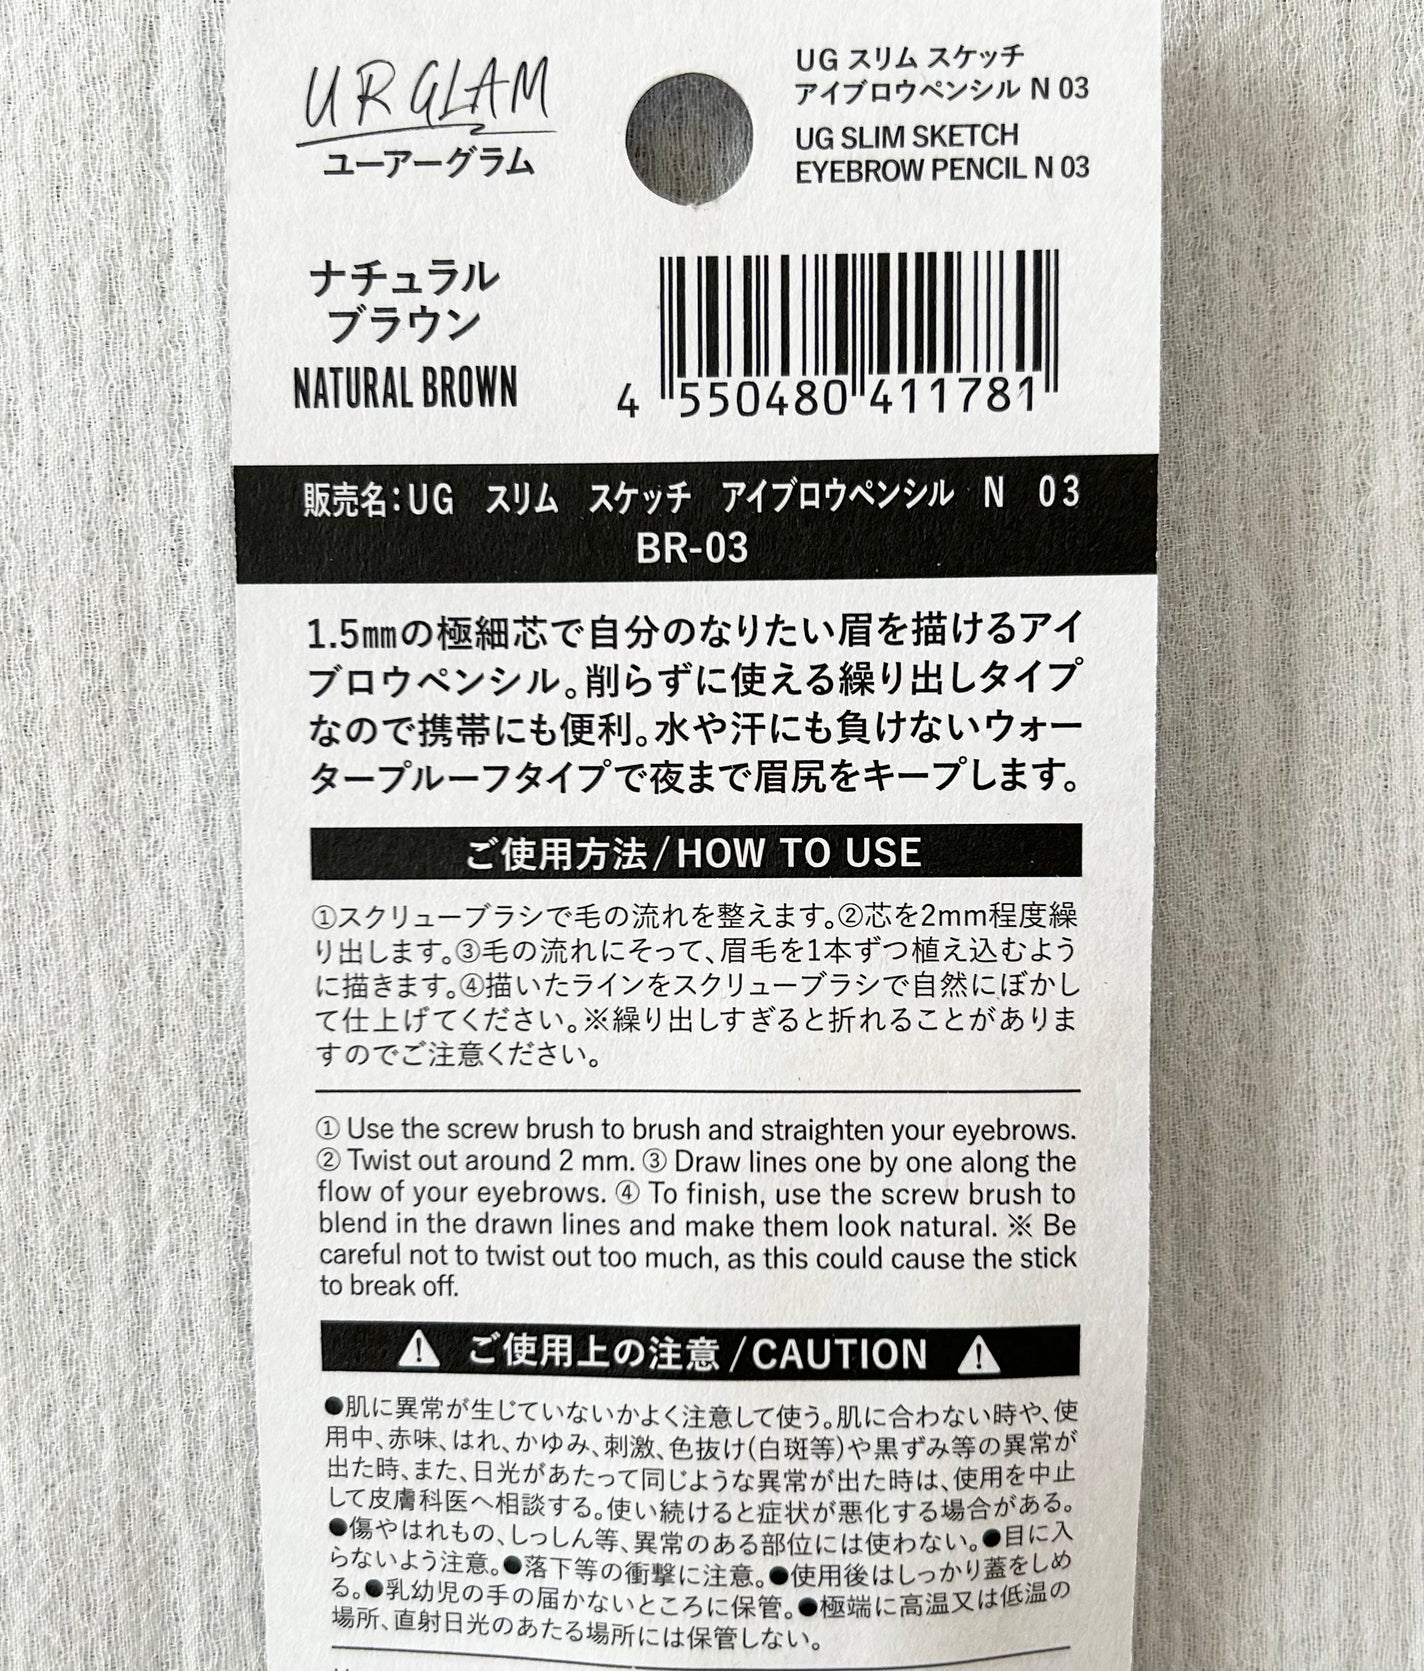 UR GLAM
ユーアーグラム
UG スリム スケッチ
アイブロウペンシル N 03
UG SLIM SKETCH
EYEBROW PENCIL N 03
ナチュラル
ブラウン
NATURAL BROWN
4 550480 411781
販売名:UG スリム スケッチ アイブロウペンシル N 03
BR-03
1.5㎜の極細芯で自分のなりたい眉を描けるアイ
ブロウペンシル。削らずに使える繰り出しタイプ
なので携帯にも便利。水や汗にも負けないウォー
タープルーフタイプで夜まで眉尻をキープします。
ご使用方法/HOW TO USE
①スクリューブラシで毛の流れを整えます。②芯を2mm程度繰
り出します。③毛の流れにそって、眉毛を1本ずつ植え込むよう
に描きます。④描いたラインをスクリューブラシで自然にぼかし
て仕上げてください。※繰り出しすぎると折れることがありま
すのでご注意ください。
① Use the screw brush to brush and straighten your eyebrows.
② Twist out around 2 mm. ③ Draw lines one by one along the
flow of your eyebrows. ④ To finish, use the screw brush to
blend in the drawn lines and make them look natural. ※ Be
careful not to twist out too much, as this could cause the stick
to break off.
ご使用上の注意/CAUTION
●肌に異常が生じていないかよく注意して使う。肌に合わない時や、使
用中、赤味、はれ、かゆみ、刺激、色抜け(白斑等)や黒ずみ等の異常が
出た時、また、日光があたって同じような異常が出た時は、使用を中止
して皮膚科医へ相談する。使い続けると症状が悪化する場合がある。
●傷やはれもの、しっしん等、異常のある部位には使わない。●目に入
らないよう注意。●落下等の衝撃に注意。●使用後はしっかり蓋をしめ
る。●乳幼児の手の届かないところに保管。●極端に高温又は低温の
場所、直射日光のあたる場所には保管しない。